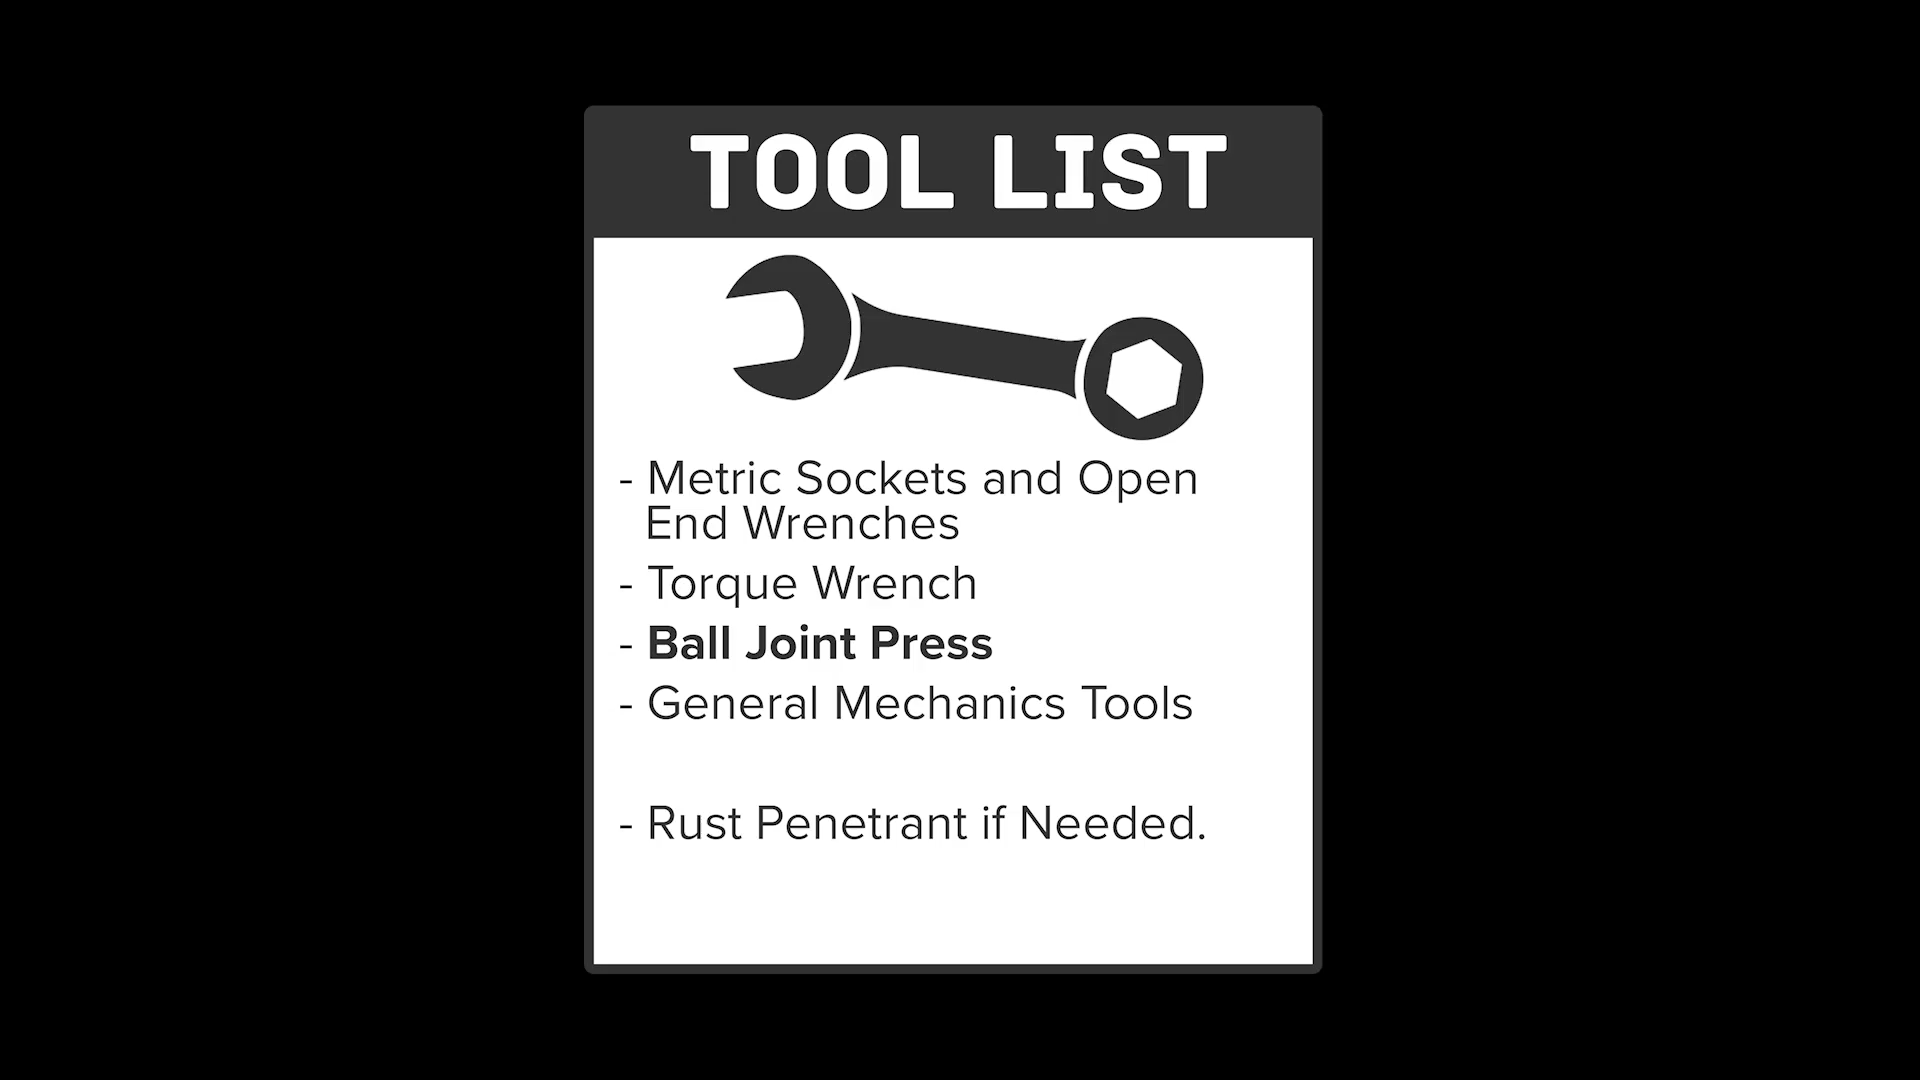 TOOL LIST
- Metric Sockets and Open
End Wrenches
- Torque Wrench
- Ball Joint Press
- General Mechanics Tools
- Rust Penetrant if Needed.